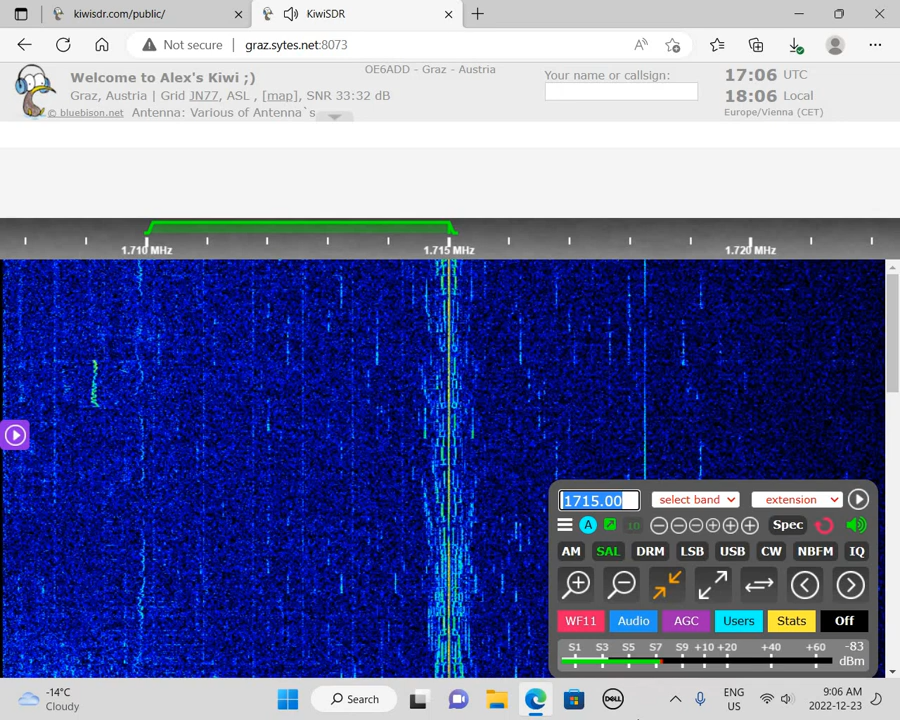 kiwisdr.com/public/
KiwiSDR
Not secure
graz.sytes.net:8073
Welcome to Alex's Kiwi ;)
OE6ADD - Graz - Austria
Your name or callsign:
17:06 UTC
Graz, Austria | Grid JN77, ASL , [map], SNR 33:32 dB
18:06 Local
© bluebison.net
Antenna: Various of Antenna`s
Europe/Vienna (CET)
1.710 MHz
1.715 MHz
1.720 MHz
1715.00
select band
extension
A
1D
Spec
AM
SAL
DRM
LSB
USB
CW
NBFM
IQ
WF11
Audio
AGC
Users
Stats
Off
S1 S3 S5 S7 S9 +10 +20 +40 +60
-83
dBm
-14°C
Cloudy
Search
DELL
ENG
US
9:06 AM
2022-12-23